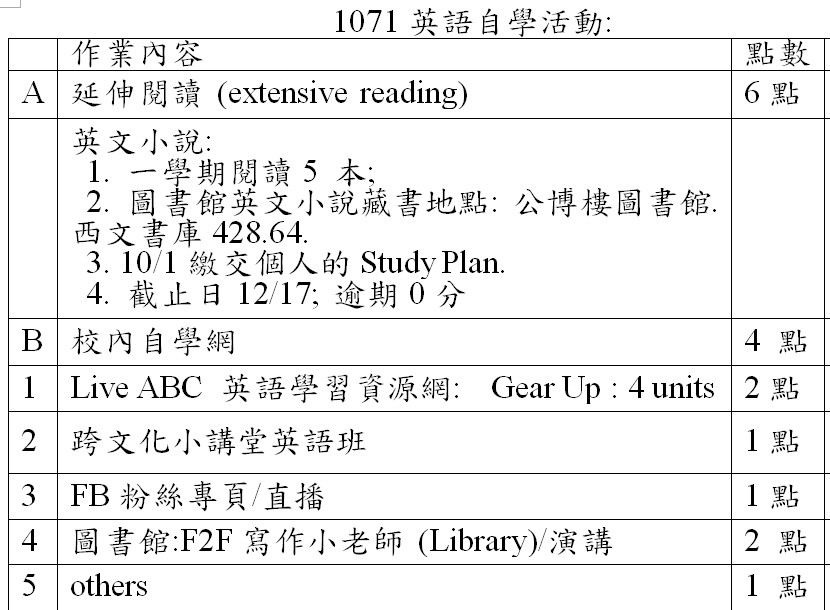 1071 英語自學活動:
作業內容 點數
A 延伸閱讀 (extensive reading) 6 點
英文小說:
1. 一學期閱讀 5 本;
2. 圖書館英文小說藏書地點: 公博樓圖書館.
西文書庫 428.64.
3. 10/1 繳交個人的 Study Plan.
4. 截止日 12/17; 逾期 0 分
B 校內自學網 4 點
1 Live ABC 英語學習資源網: Gear Up : 4 units 2 點
2 跨文化小講堂英語班 1 點
3 FB 粉絲專頁/直播 1 點
4 圖書館:F2F 寫作小老師 (Library)/演講 2 點
5 others 1 點